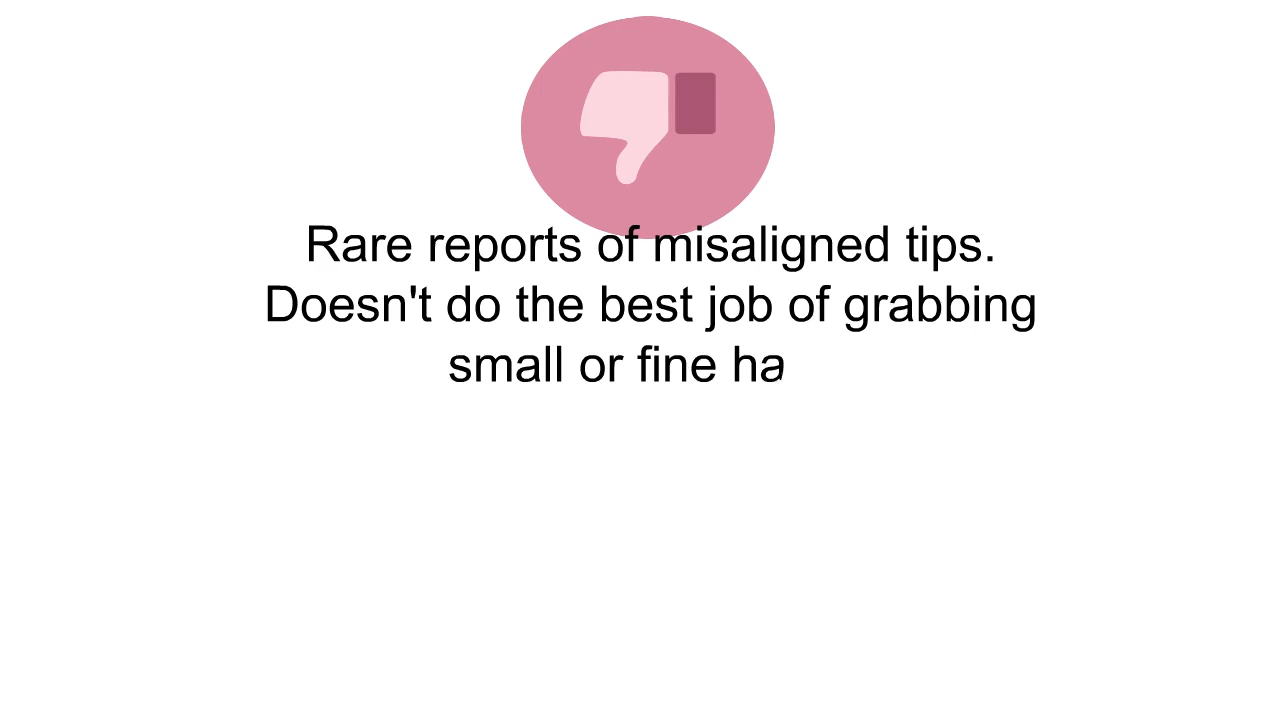 Rare reports of misaligned tips.
Doesn't do the best job of grabbing
small or fine ha